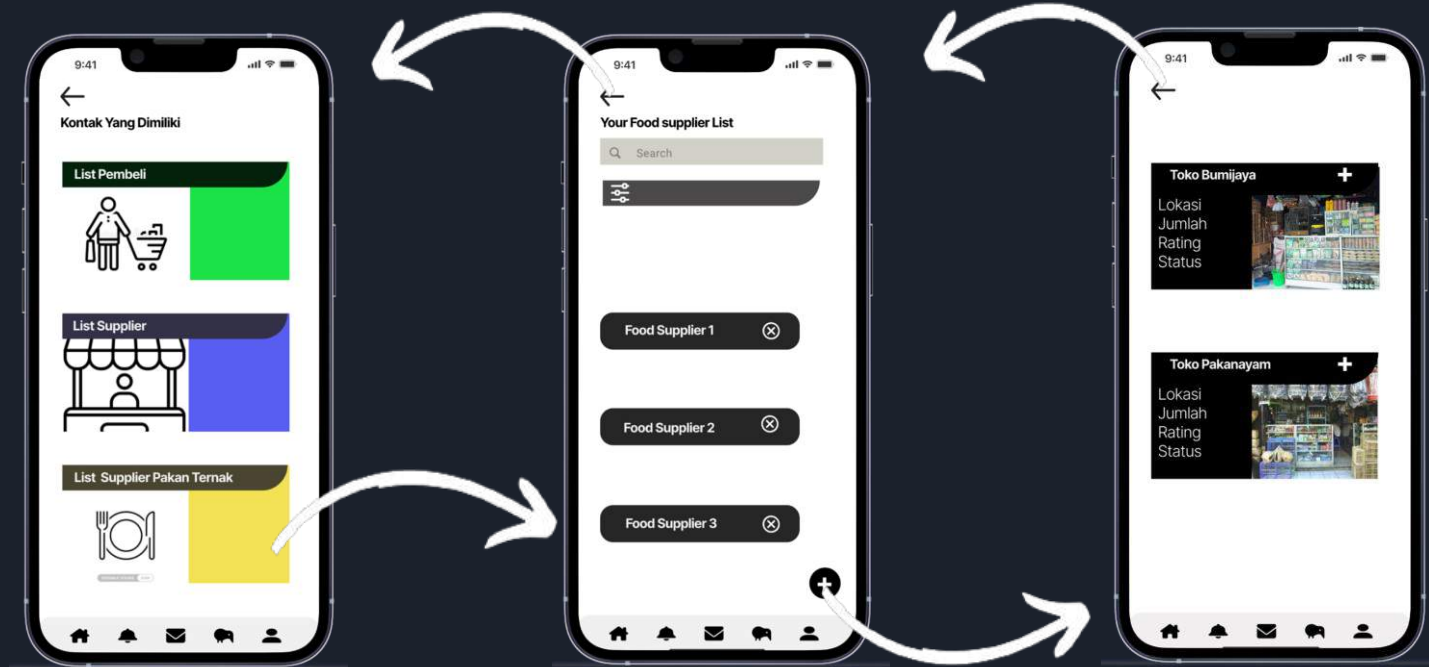 9:41
Kontak Yang Dimiliki
List Pembeli
List Supplier
List Supplier Pakan Ternak
9:41
Your Food supplier List
Search
Food Supplier 1
Food Supplier 2
Food Supplier 3
9:41
Toko Bumijaya
Lokasi
Jumlah
Rating
Status
Toko Pakanayam
Lokasi
Jumlah
Rating
Status